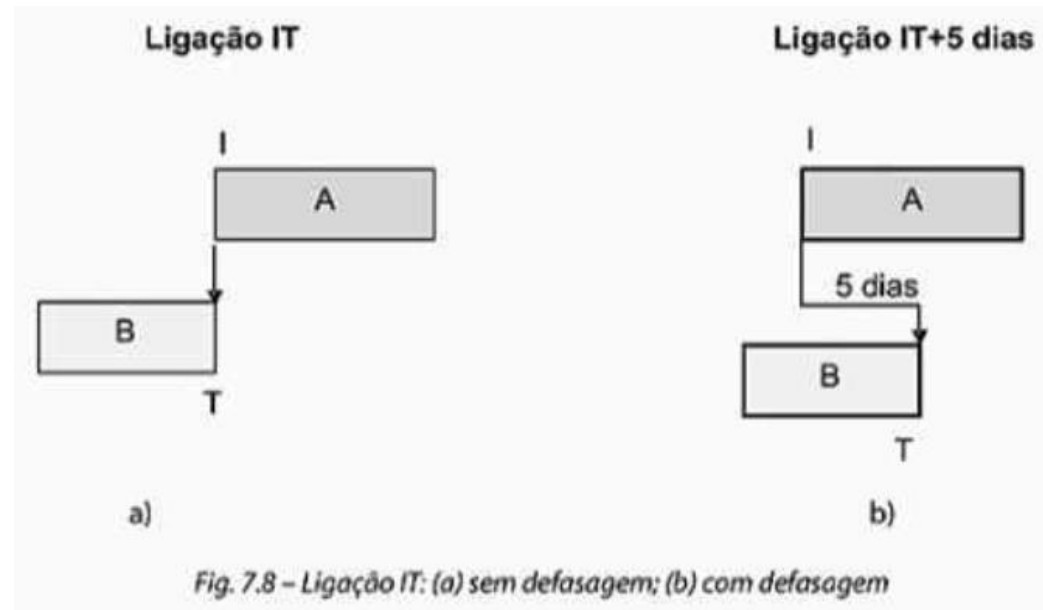 Ligação IT
I
A
B
T
a)
Ligação IT+5 dias
I
A
5 dias
B
T
b)
Fig. 7.8 – Ligação IT: (a) sem defasagem; (b) com defasagem